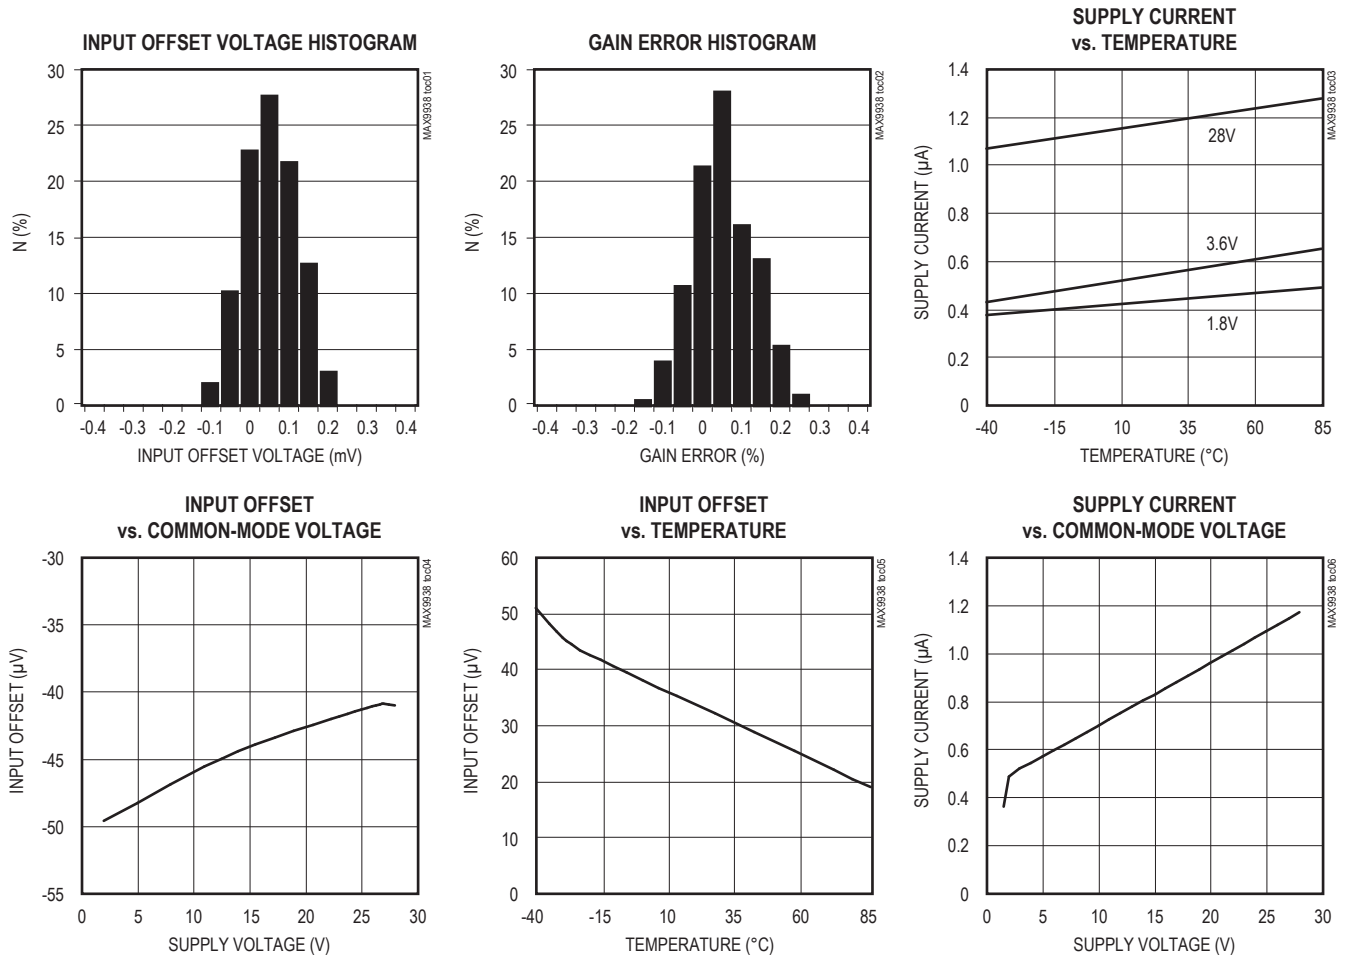 INPUT OFFSET VOLTAGE HISTOGRAM
30
25
20
15
10
5
0
N (%)
-0.4 -0.3 -0.2 -0.1 0 0.1 0.2 0.3 0.4
INPUT OFFSET VOLTAGE (mV)
MAX9938 toc01
GAIN ERROR HISTOGRAM
30
25
20
15
10
5
0
N (%)
-0.4 -0.3 -0.2 -0.1 0 0.1 0.2 0.3 0.4
GAIN ERROR (%)
MAX9938 toc02
SUPPLY CURRENT
vs. TEMPERATURE
1.4
1.2
1.0
0.8
0.6
0.4
0.2
0
SUPPLY CURRENT (µA)
28V
3.6V
1.8V
-40 -15 10 35 60 85
TEMPERATURE (°C)
MAX9938 toc03
INPUT OFFSET
vs. COMMON-MODE VOLTAGE
-30
-35
-40
-45
-50
-55
INPUT OFFSET (µV)
0 5 10 15 20 25 30
SUPPLY VOLTAGE (V)
MAX9938 toc04
INPUT OFFSET
vs. TEMPERATURE
60
50
40
30
20
10
0
INPUT OFFSET (µV)
-40 -15 10 35 60 85
TEMPERATURE (°C)
MAX9938 toc05
SUPPLY CURRENT
vs. COMMON-MODE VOLTAGE
1.4
1.2
1.0
0.8
0.6
0.4
0.2
0
SUPPLY CURRENT (µA)
0 5 10 15 20 25 30
SUPPLY VOLTAGE (V)
MAX9938 toc06